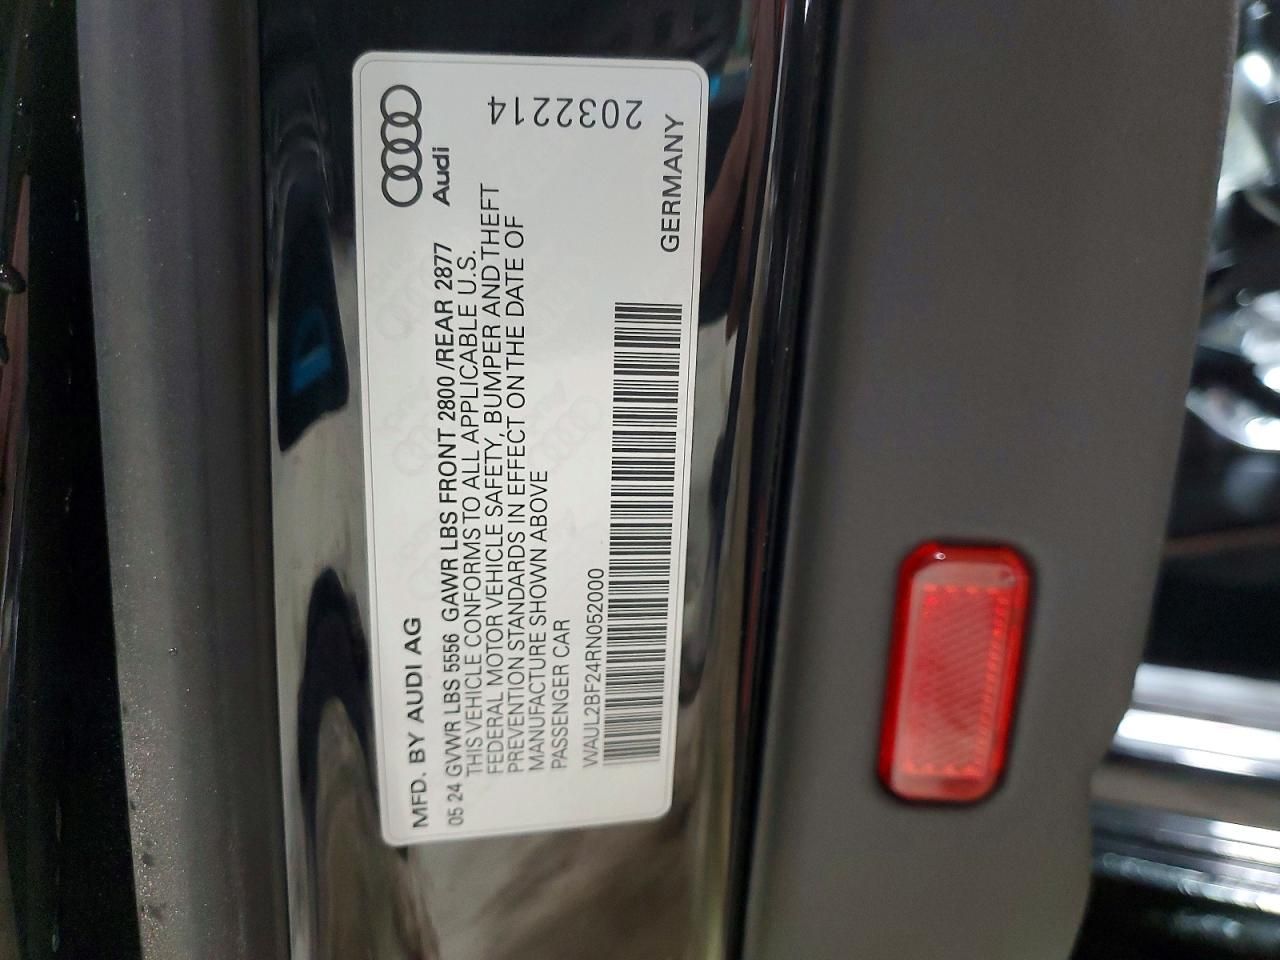 MFD. BY AUDI AG
Audi
05 24 GVWR LBS 5556 GAWR LBS FRONT 2800 /REAR 2877
THIS VEHICLE CONFORMS TO ALL APPLICABLE U.S.
FEDERAL MOTOR VEHICLE SAFETY, BUMPER AND THEFT
PREVENTION STANDARDS IN EFFECT ON THE DATE OF
MANUFACTURE SHOWN ABOVE
PASSENGER CAR
2032214
WAUL2BF24RN052000
GERMANY